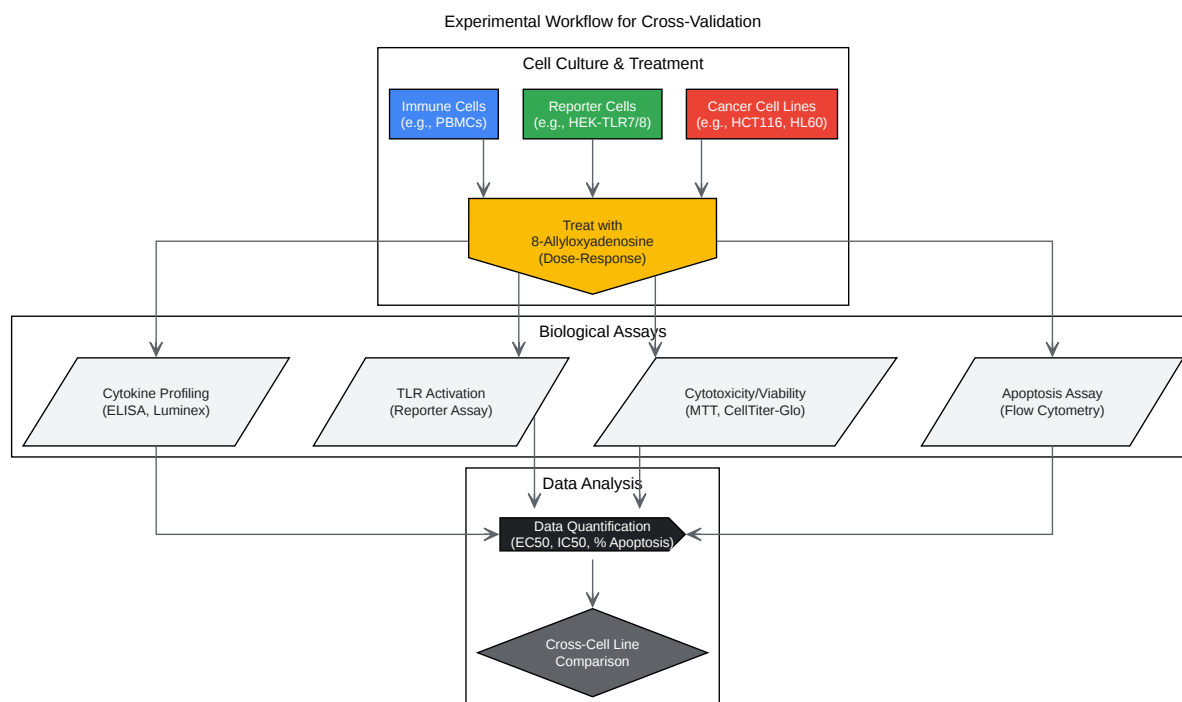 Experimental Workflow for Cross-Validation
Cell Culture & Treatment
Immune Cells
(e.g., PBMCs)
Reporter Cells
(e.g., HEK-TLR7/8)
Cancer Cell Lines
(e.g., HCT116, HL60)
Treat with
8-Allyloxyadenosine
(Dose-Response)
Biological Assays
Cytokine Profiling
(ELISA, Luminex)
TLR Activation
(Reporter Assay)
Cytotoxicity/Viability
(MTT, CellTiter-Glo)
Apoptosis Assay
(Flow Cytometry)
Data Analysis
Data Quantification
(EC50, IC50, % Apoptosis)
Cross-Cell Line
Comparison